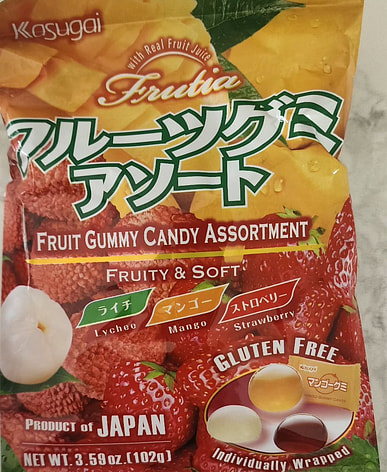 Kasugai
with Real Fruit Juice
Frutia
フルーツグミ
アソート
FRUIT GUMMY CANDY ASSORTMENT
FRUITY & SOFT
ライチ マンゴー ストロベリー
Lychee Mango Strawberry
GLUTEN FREE
Kasugai
マンゴーグミ
PRODUCT OF JAPAN
Individually Wrapped
NET WT. 3.59oz. (102g)